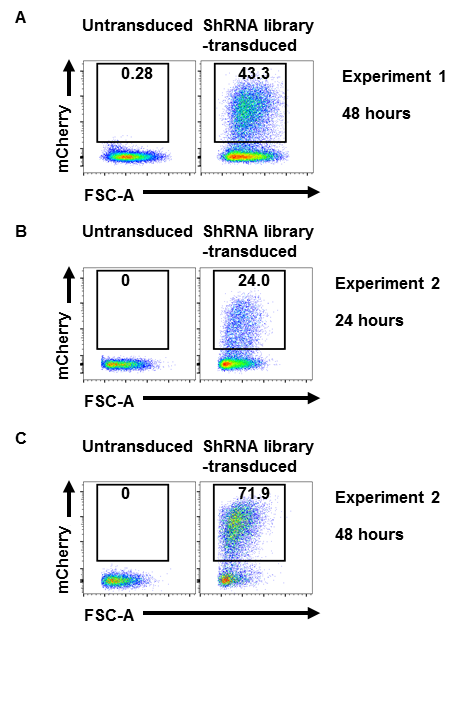 A
Untransduced ShRNA library
-transduced
0.28 43.3
Experiment 1
48 hours
mCherry
FSC-A
B
Untransduced ShRNA library
-transduced
0 24.0
Experiment 2
24 hours
mCherry
FSC-A
C
Untransduced ShRNA library
-transduced
0 71.9
Experiment 2
48 hours
mCherry
FSC-A